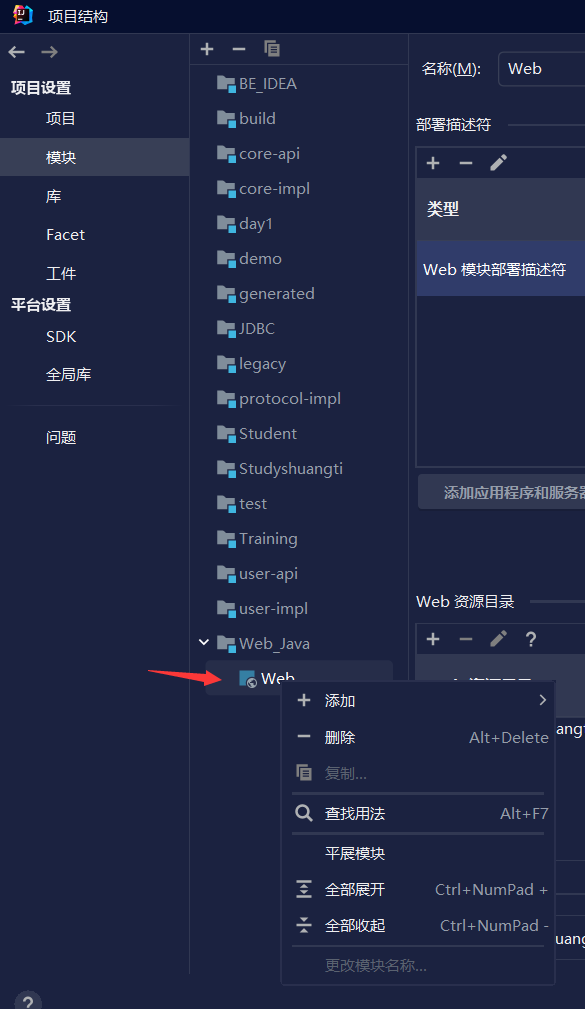 项目结构
项目设置
项目
模块
库
Facet
工件
平台设置
SDK
全局库
问题
BE_IDEA
build
core-api
core-impl
day1
demo
generated
JDBC
legacy
protocol-impl
Student
Studyshuangti
test
Training
user-api
user-impl
Web_Java
Web
名称(M): Web
部署描述符
类型
Web 模块部署描述符
添加应用程序和服务器
Web 资源目录
添加
删除 Alt+Delete
复制...
查找用法 Alt+F7
平展模块
全部展开 Ctrl+NumPad +
全部收起 Ctrl+NumPad -
更改模块名称...
?